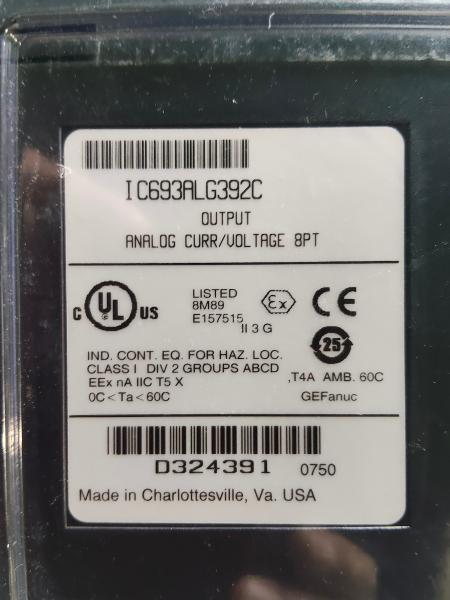 IC693ALG392C
OUTPUT
ANALOG CURR/VOLTAGE 8PT
C UL US
LISTED
8M89
E157515
Ex
II 3 G
CE
25
IND. CONT. EQ. FOR HAZ. LOC.
CLASS I DIV 2 GROUPS ABCD
EEx nA IIC T5 X
0C<Ta<60C
,T4A AMB. 60C
GEFanuc
D324391 0750
Made in Charlottesville, Va. USA